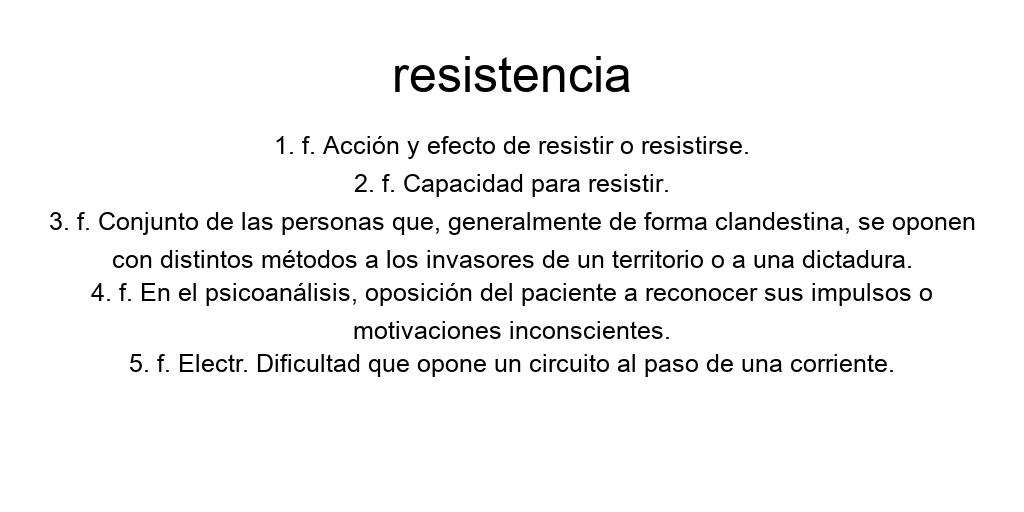 resistencia
1. f. Acción y efecto de resistir o resistirse.
2. f. Capacidad para resistir.
3. f. Conjunto de las personas que, generalmente de forma clandestina, se oponen
con distintos métodos a los invasores de un territorio o a una dictadura.
4. f. En el psicoanálisis, oposición del paciente a reconocer sus impulsos o
motivaciones inconscientes.
5. f. Electr. Dificultad que opone un circuito al paso de una corriente.